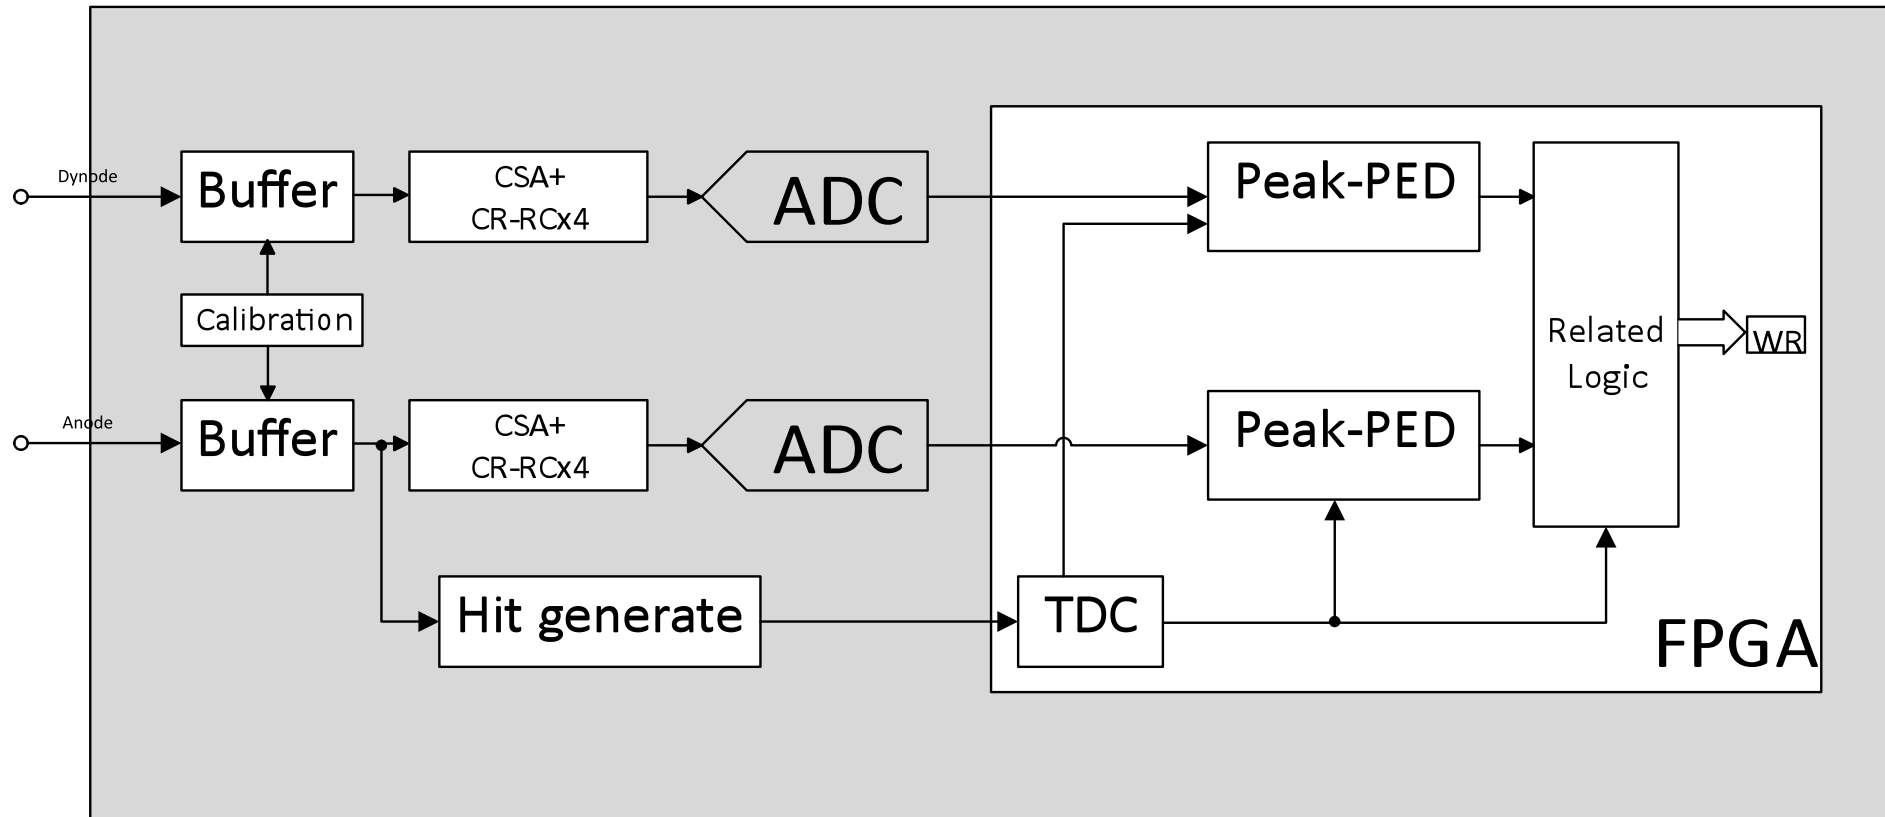 Dynode
Buffer
CSA+
CR-RCx4
ADC
Peak-PED
Calibration
Related
Logic
WR
Anode
Buffer
CSA+
CR-RCx4
ADC
Peak-PED
Hit generate
TDC
FPGA